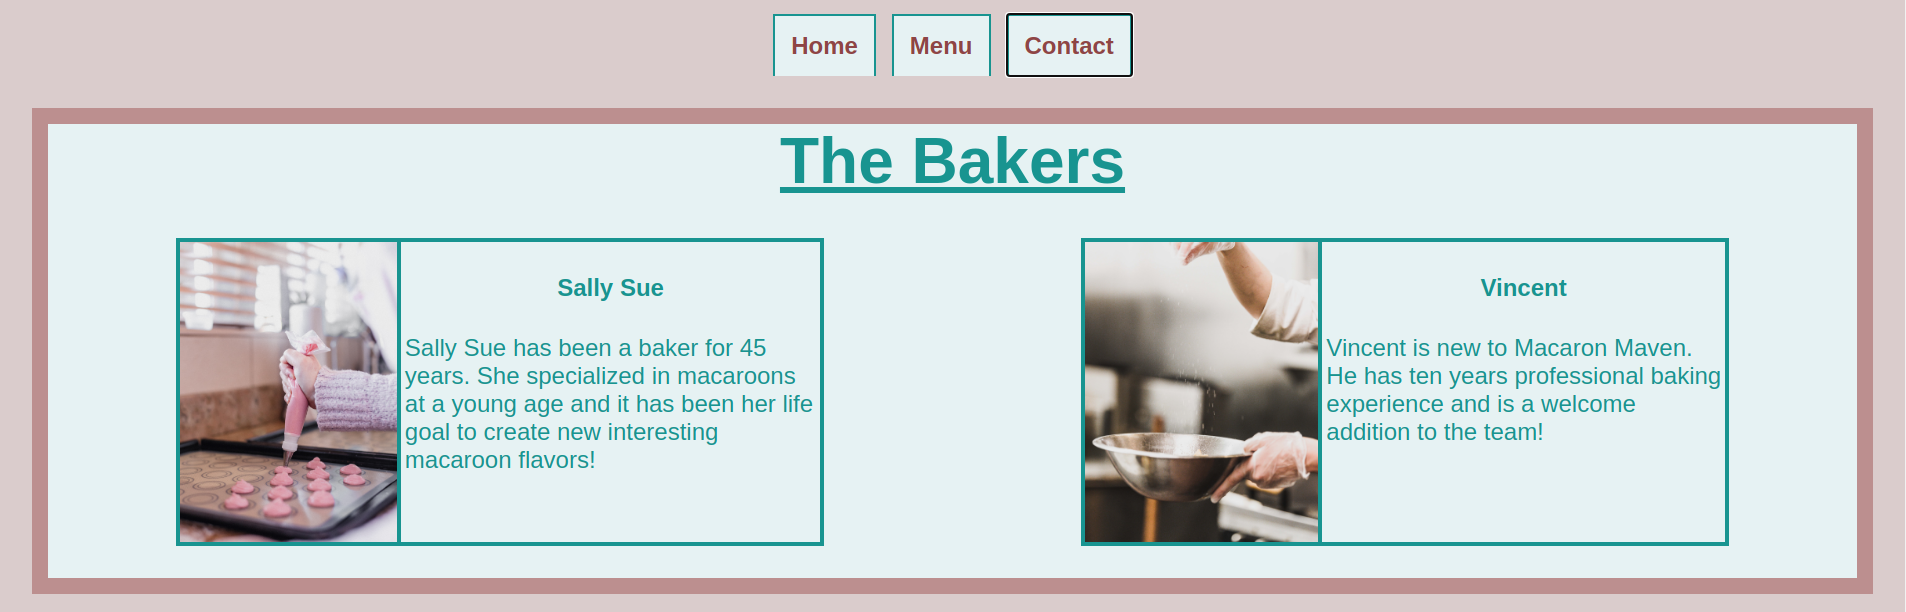 Home Menu Contact
The Bakers
Sally Sue
Sally Sue has been a baker for 45
years. She specialized in macaroons
at a young age and it has been her life
goal to create new interesting
macaroon flavors!
Vincent
Vincent is new to Macaron Maven.
He has ten years professional baking
experience and is a welcome
addition to the team!